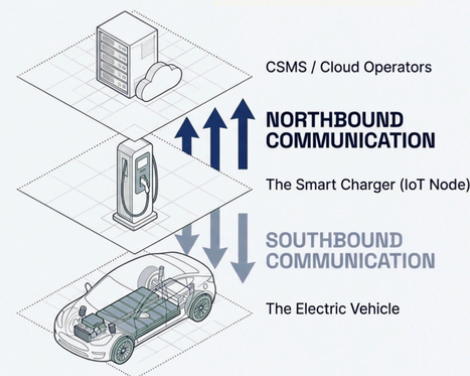 CSMS / Cloud Operators
NORTHBOUND
COMMUNICATION
The Smart Charger (IoT Node)
SOUTHBOUND
COMMUNICATION
The Electric Vehicle